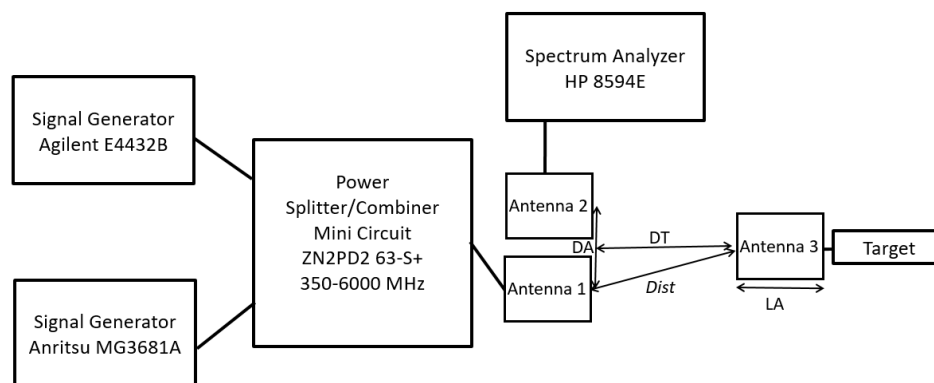 Spectrum Analyzer
HP 8594E
Signal Generator
Agilent E4432B
Power
Splitter/Combiner
Mini Circuit
ZN2PD2 63-S+
350-6000 MHz
Antenna 2
DA
DT
Antenna 3
Target
Antenna 1
Dist
LA
Signal Generator
Anritsu MG3681A